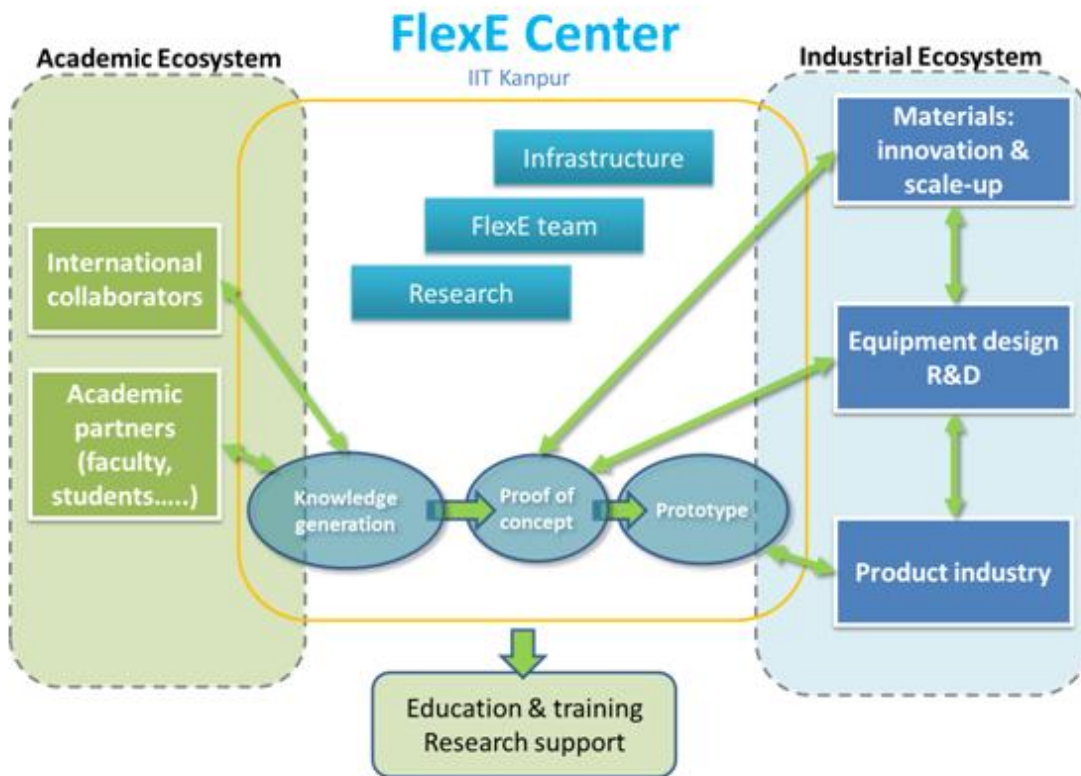 FlexE Center
IIT Kanpur
Academic Ecosystem
Industrial Ecosystem
Infrastructure
FlexE team
Research
International
collaborators
Academic
partners
(faculty,
students.....)
Knowledge
generation
Proof of
concept
Prototype
Materials:
innovation &
scale-up
Equipment design
R&D
Product industry
Education & training
Research support